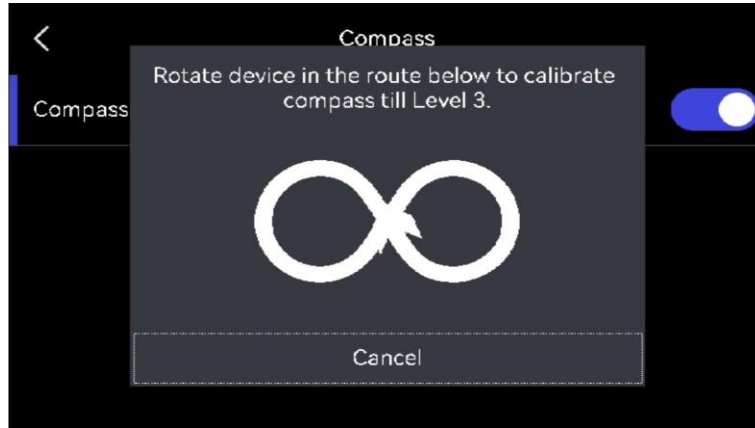 Compass
Rotate device in the route below to calibrate
compass till Level 3.
Compass
Cancel